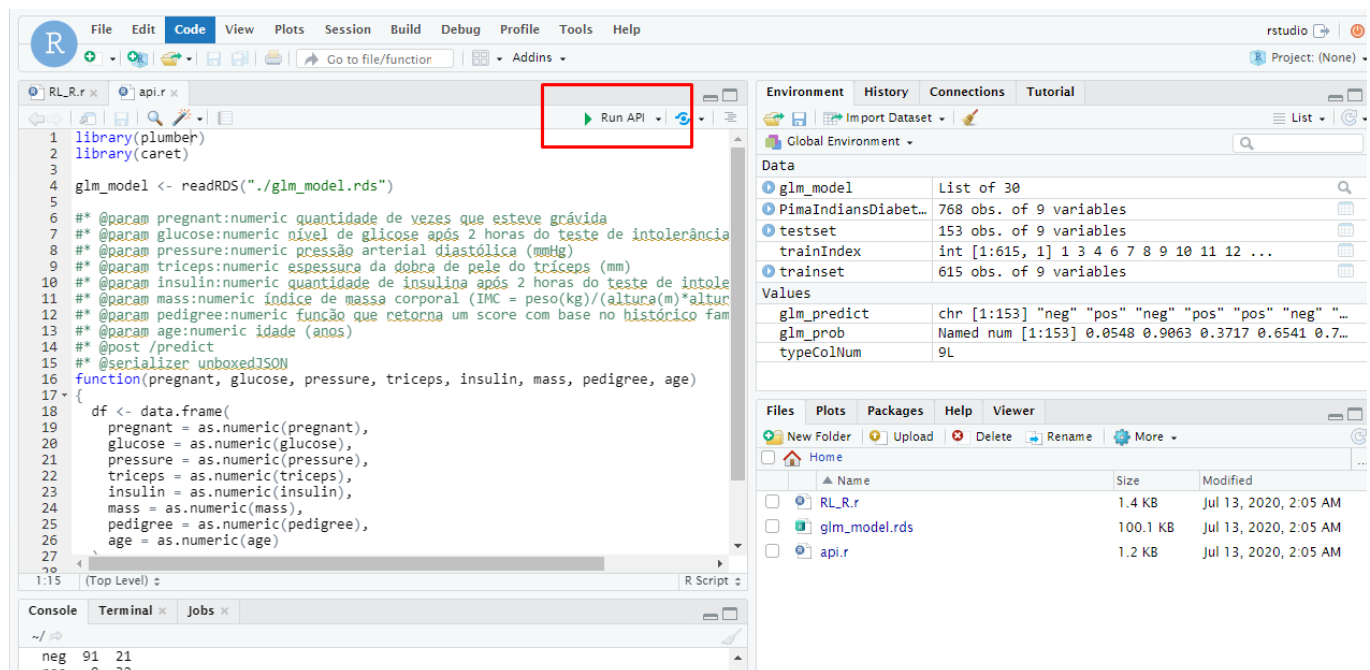 File Edit Code View Plots Session Build Debug Profile Tools Help
rstudio
Go to file/function
Addins
Project: (None)
RL_R.r
api.r
Run API
1 library(plumber)
2 library(caret)
3
4 glm_model <- readRDS("./glm_model.rds")
5
6 #* @param pregnant:numeric quantidade de vezes que esteve grávida
7 #* @param glucose:numeric nível de glicose após 2 horas do teste de intolerância
8 #* @param pressure:numeric pressão arterial diastólica (mmHg)
9 #* @param triceps:numeric espessura da dobra de pele do tríceps (mm)
10 #* @param insulin:numeric quantidade de insulina após 2 horas do teste de intole
11 #* @param mass:numeric índice de massa corporal (IMC = peso(kg)/(altura(m)*altur
12 #* @param pedigree:numeric função que retorna um score com base no histórico fam
13 #* @param age:numeric idade (anos)
14 #* @post /predict
15 #* @serializer unboxedJSON
16 function(pregnant, glucose, pressure, triceps, insulin, mass, pedigree, age)
17 {
18 df <- data.frame(
19 pregnant = as.numeric(pregnant),
20 glucose = as.numeric(glucose),
21 pressure = as.numeric(pressure),
22 triceps = as.numeric(triceps),
23 insulin = as.numeric(insulin),
24 mass = as.numeric(mass),
25 pedigree = as.numeric(pedigree),
26 age = as.numeric(age)
27
28
1:15 (Top Level) R Script
Console Terminal Jobs
~/
neg 91 21
Environment History Connections Tutorial
Import Dataset
List
Global Environment
Data
glm_model List of 30
PimaIndiansDiabet… 768 obs. of 9 variables
testset 153 obs. of 9 variables
trainIndex int [1:615, 1] 1 3 4 6 7 8 9 10 11 12 ...
trainset 615 obs. of 9 variables
Values
glm_predict chr [1:153] "neg" "pos" "neg" "pos" "pos" "neg" "…
glm_prob Named num [1:153] 0.0548 0.9063 0.3717 0.6541 0.7…
typeColNum 9L
Files Plots Packages Help Viewer
New Folder Upload Delete Rename More
Home
Name Size Modified
RL_R.r 1.4 KB Jul 13, 2020, 2:05 AM
glm_model.rds 100.1 KB Jul 13, 2020, 2:05 AM
api.r 1.2 KB Jul 13, 2020, 2:05 AM